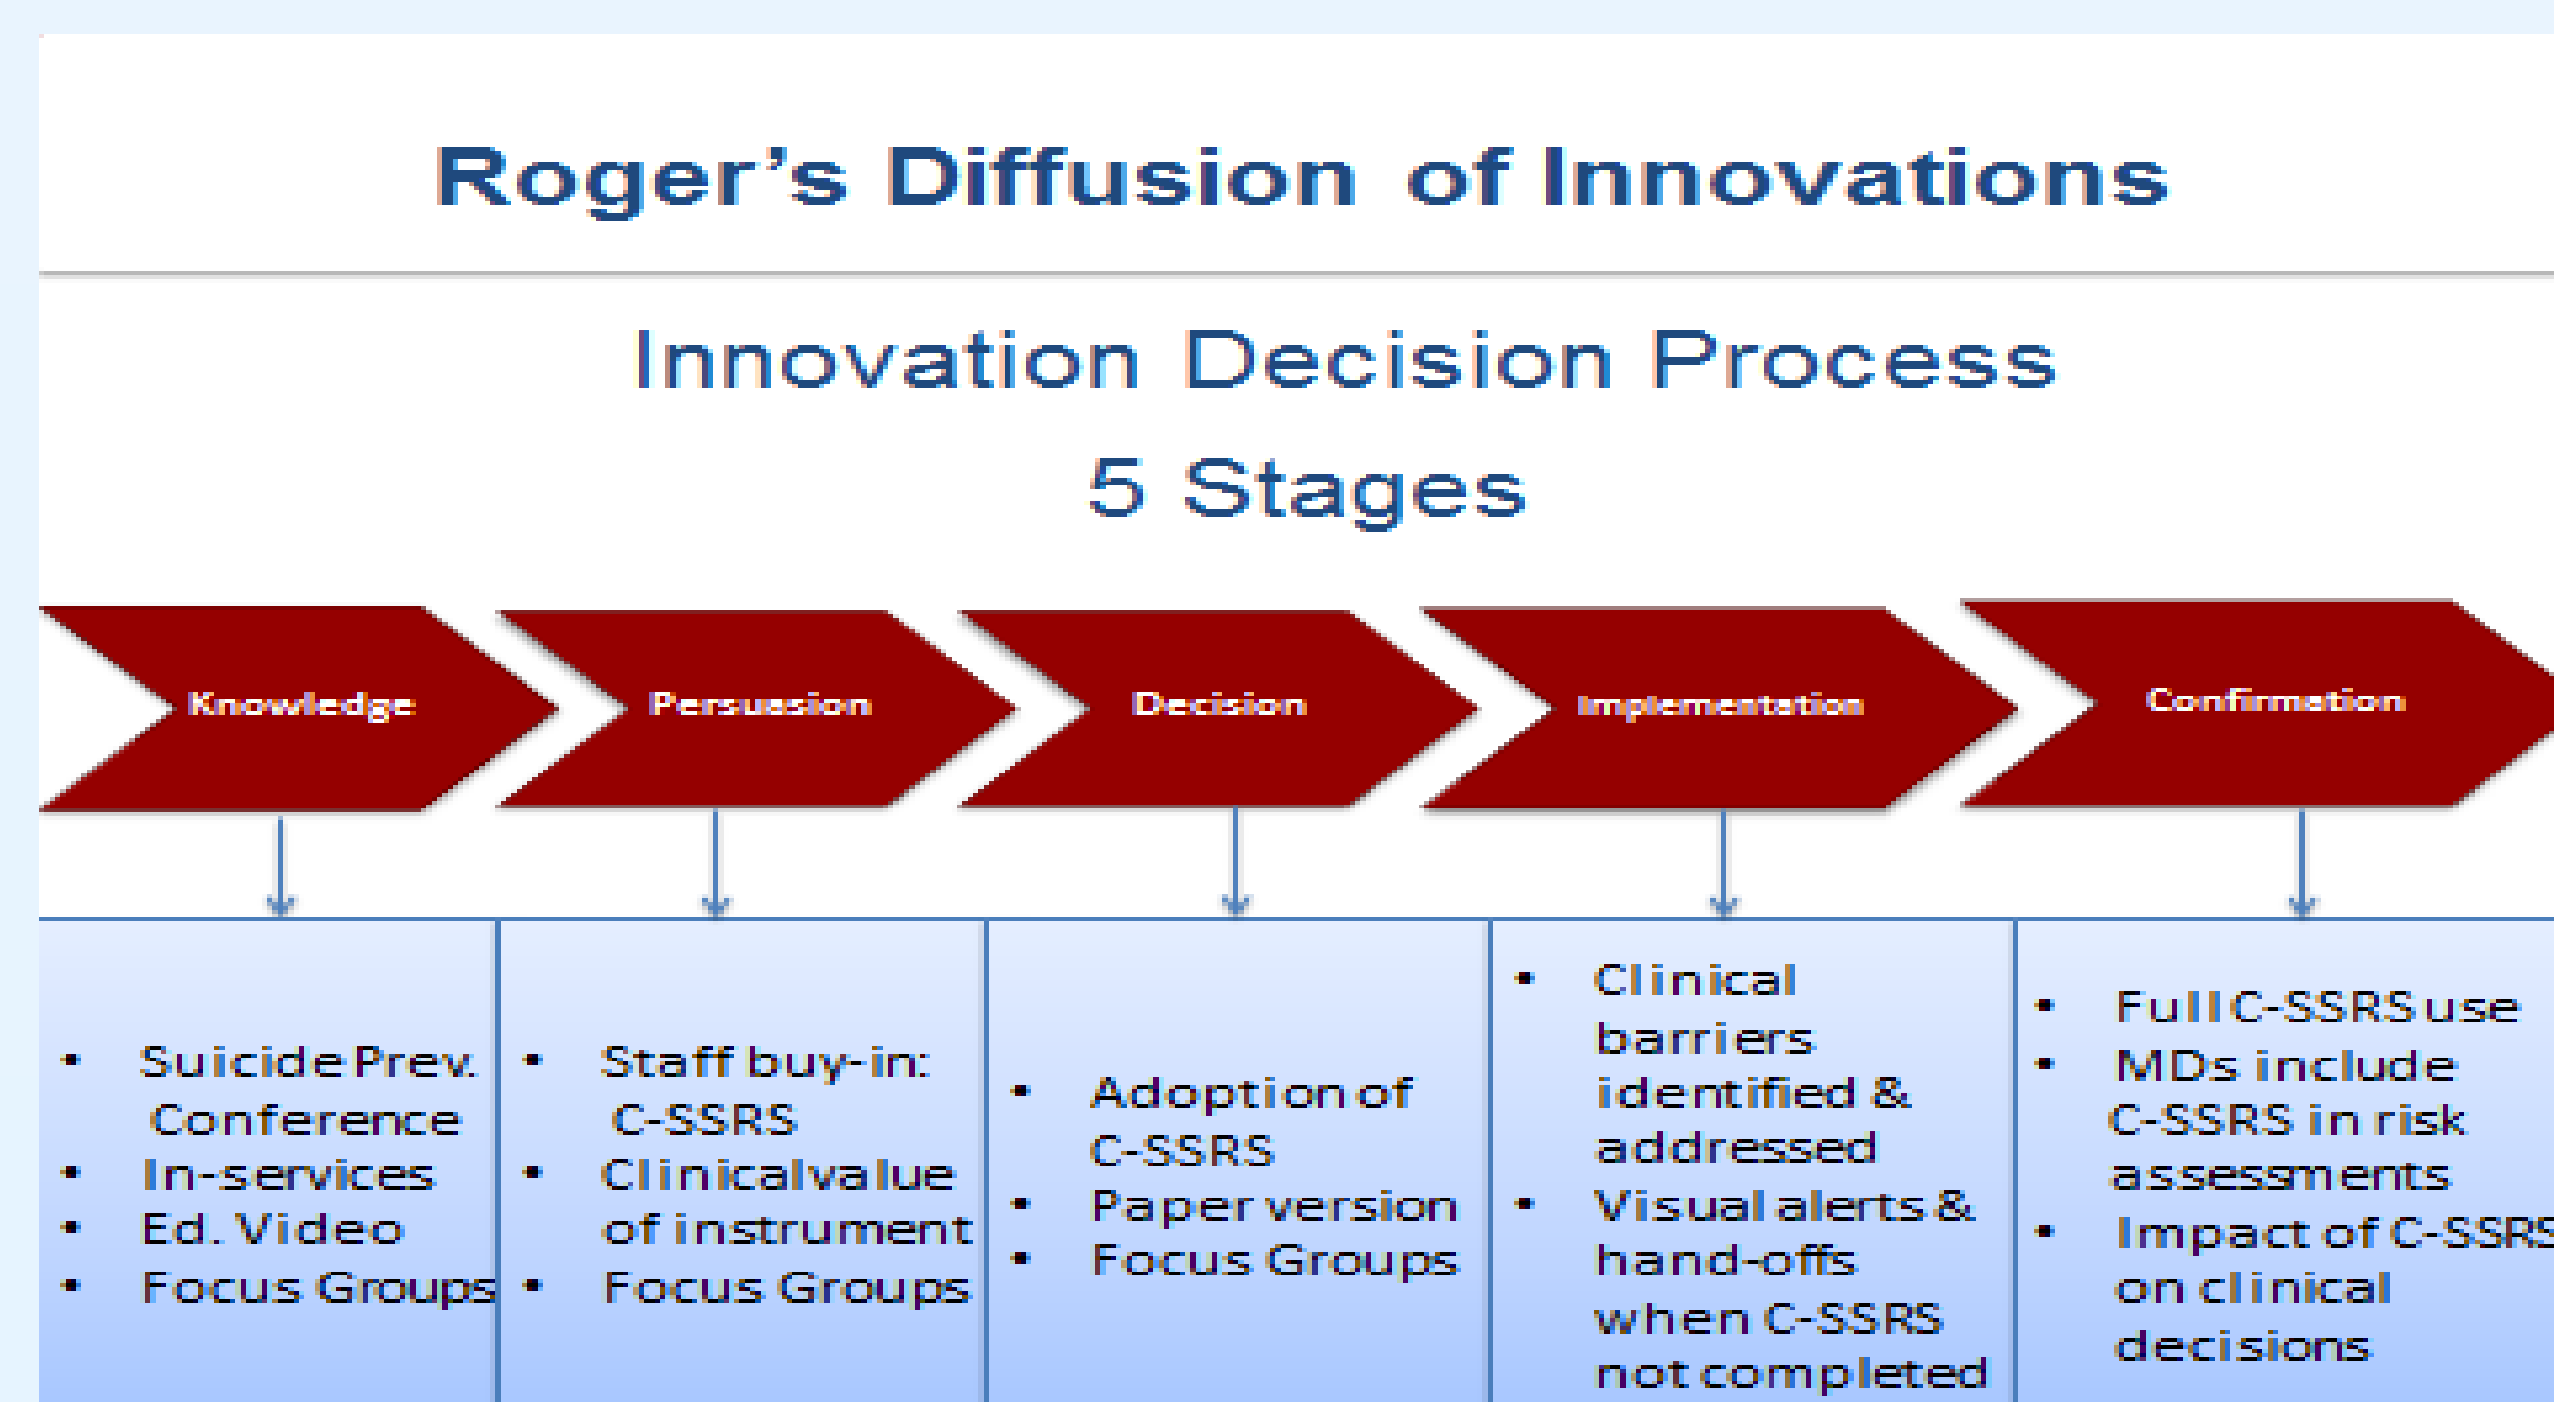 Roger’s Diffusion of Innovations
Innovation Decision Process
5 Stages
Knowledge
Persuasion
Decision
Implementation
Confirmation
• Suicide Prev.
Conference
• In-services
• Ed. Video
• Focus Groups
• Staff buy-in:
C-SSRS
• Clinical value
of instrument
• Focus Groups
• Adoption of
C-SSRS
• Paper version
• Focus Groups
• Clinical
barriers
identified &
addressed
• Visual alerts &
hand-offs
when C-SSRS
not completed
• Full C-SSRS use
• MDs include
C-SSRS in risk
assessments
• Impact of C-SSRS
on clinical
decisions